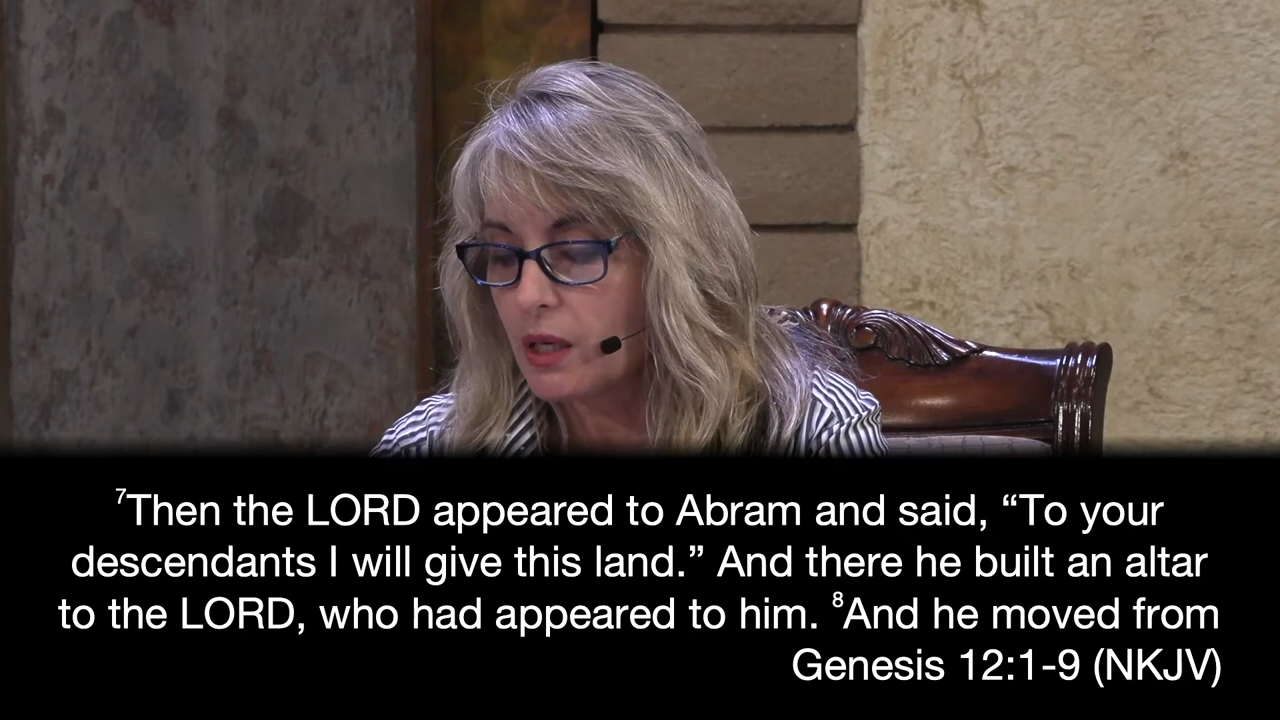 ⁷Then the LORD appeared to Abram and said, “To your
descendants I will give this land.” And there he built an altar
to the LORD, who had appeared to him. ⁸And he moved from
Genesis 12:1-9 (NKJV)